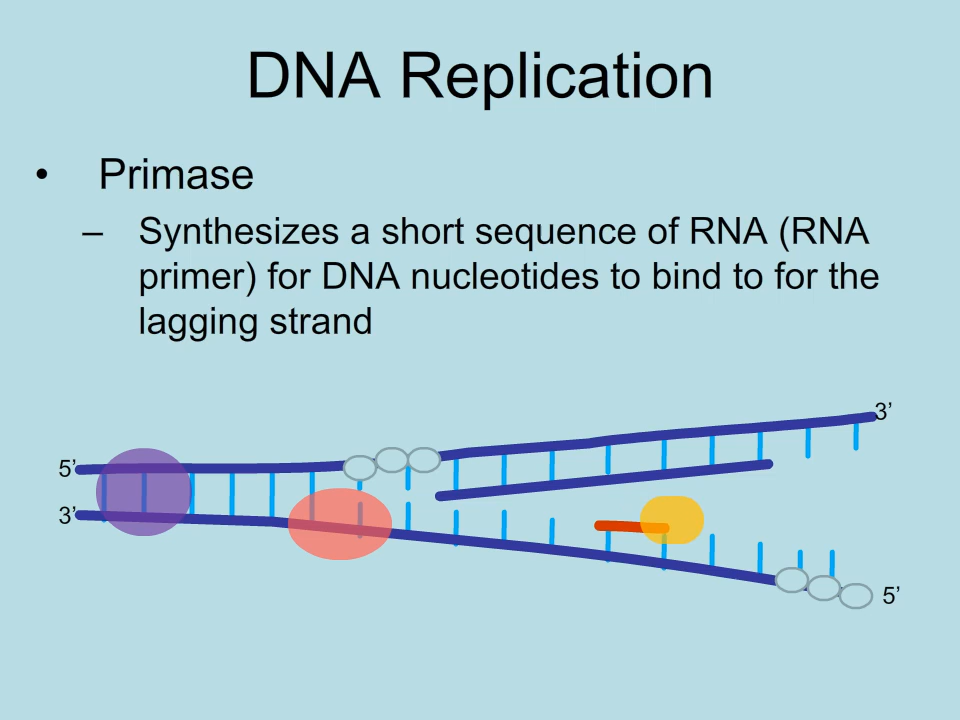 DNA Replication
• Primase
– Synthesizes a short sequence of RNA (RNA
primer) for DNA nucleotides to bind to for the
lagging strand
3’
5’
3’
5’